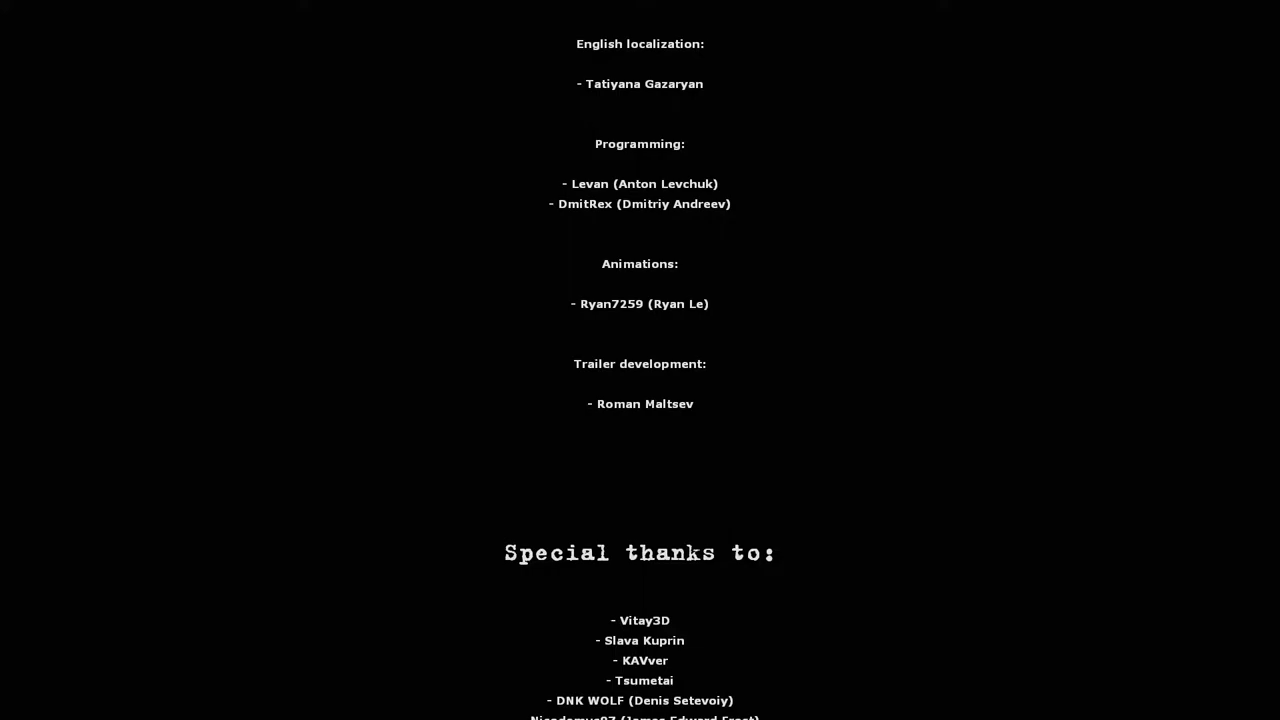 English localization:
- Tatiyana Gazaryan
Programming:
- Levan (Anton Levchuk)
- DmitRex (Dmitriy Andreev)
Animations:
- Ryan7259 (Ryan Le)
Trailer development:
- Roman Maltsev
Special thanks to:
- Vitay3D
- Slava Kuprin
- KAVver
- Tsumetai
- DNK WOLF (Denis Setevoiy)